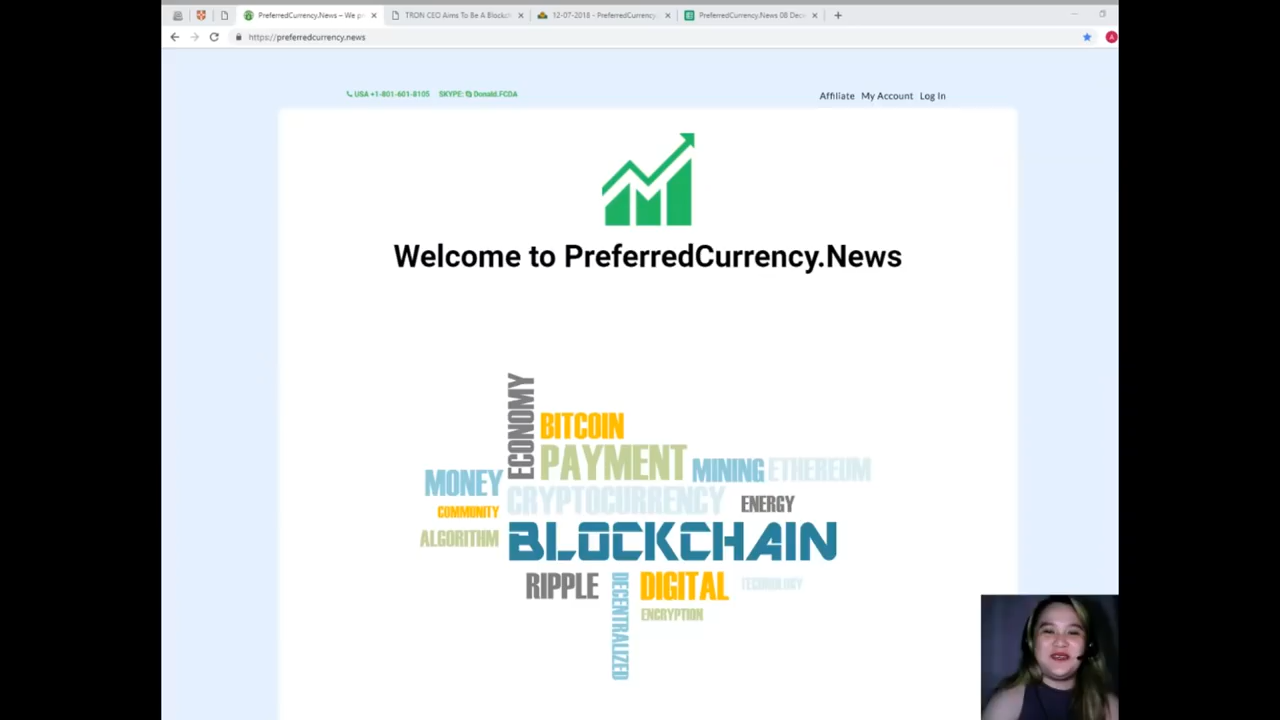 PreferredCurrency.News – We p
TRON CEO Aims To Be A Blockch
12-07-2018 - PreferredCurrency.
PreferredCurrency.News 08 Dec
https://preferredcurrency.news
A
USA +1-801-601-8105 SKYPE: Donald.FCDA
Affiliate My Account Log In
Welcome to PreferredCurrency.News
ECONOMY
BITCOIN
PAYMENT
MONEY
MINING
ETHEREUM
CRYPTOCURRENCY
ENERGY
COMMUNITY
ALGORITHM
BLOCKCHAIN
RIPPLE
DECENTRALIZED
DIGITAL
TECHNOLOGY
ENCRYPTION